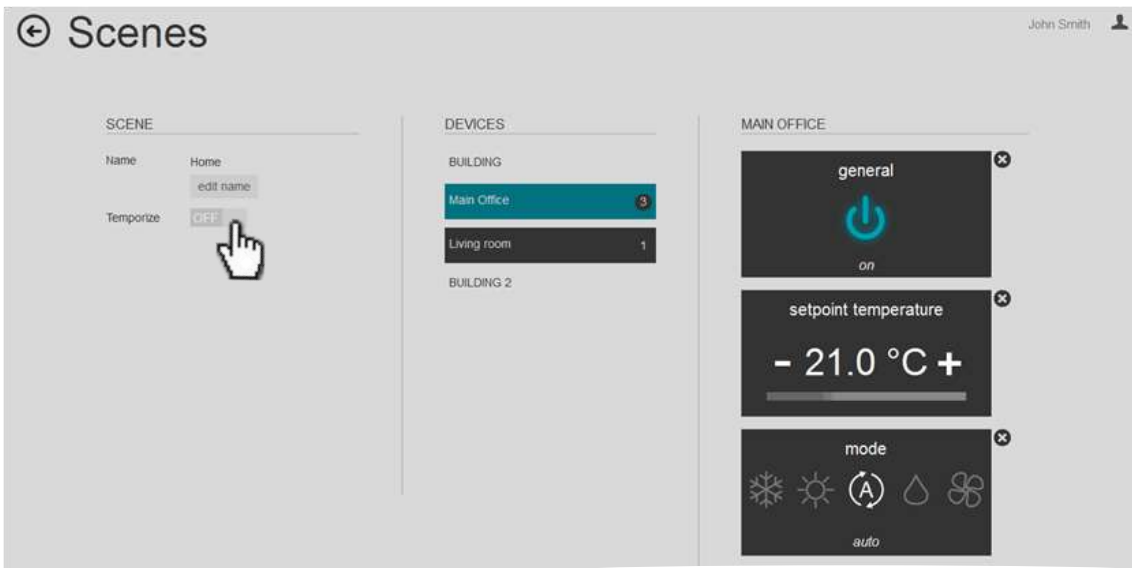 Scenes
John Smith
SCENE
Name
Home
edit name
Temporize
OFF
DEVICES
BUILDING
Main Office 3
Living room 1
BUILDING 2
MAIN OFFICE
general
on
setpoint temperature
- 21.0 °C +
mode
A
auto